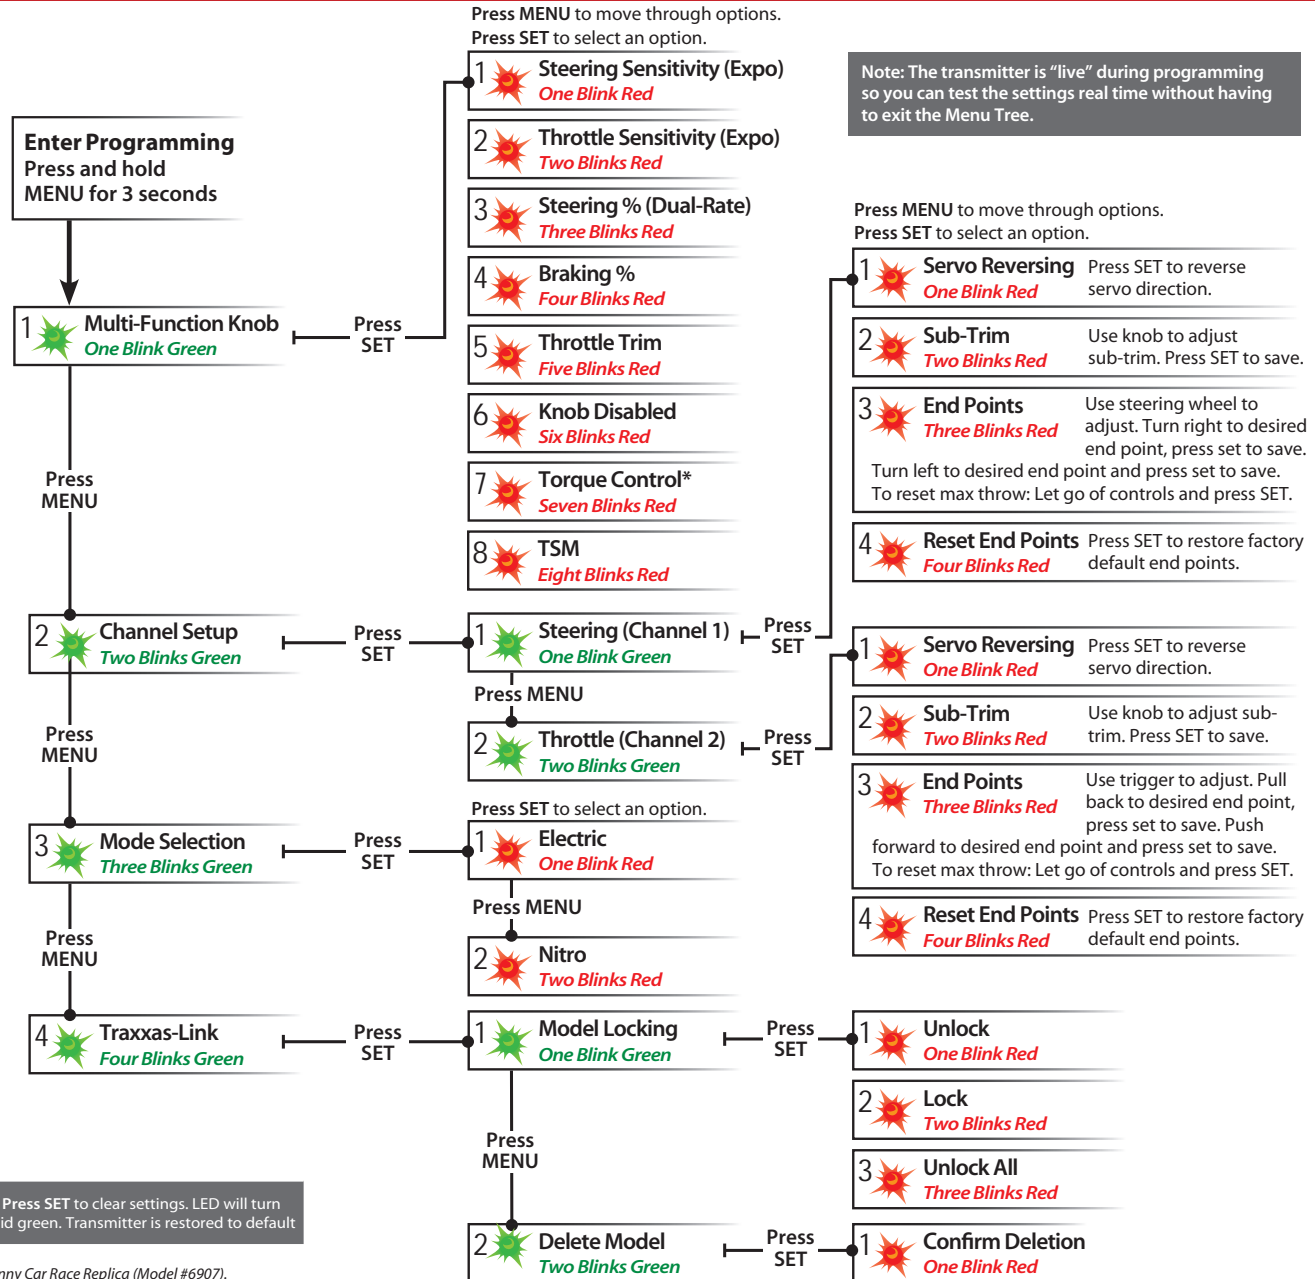 Press MENU to move through options.
Press SET to select an option.
Note: The transmitter is “live” during programming
so you can test the settings real time without having
to exit the Menu Tree.
Enter Programming
Press and hold
MENU for 3 seconds
1
Multi-Function Knob
One Blink Green
Press
SET
1
Steering Sensitivity (Expo)
One Blink Red
2
Throttle Sensitivity (Expo)
Two Blinks Red
3
Steering % (Dual-Rate)
Three Blinks Red
4
Braking %
Four Blinks Red
5
Throttle Trim
Five Blinks Red
6
Knob Disabled
Six Blinks Red
7
Torque Control*
Seven Blinks Red
8
TSM
Eight Blinks Red
Press
MENU
2
Channel Setup
Two Blinks Green
Press
SET
1
Steering (Channel 1)
One Blink Green
Press
SET
Press MENU to move through options.
Press SET to select an option.
1
Servo Reversing
One Blink Red
Press SET to reverse
servo direction.
2
Sub-Trim
Two Blinks Red
Use knob to adjust
sub-trim. Press SET to save.
3
End Points
Three Blinks Red
Use steering wheel to
adjust. Turn right to desired
end point, press set to save.
Turn left to desired end point and press set to save.
To reset max throw: Let go of controls and press SET.
4
Reset End Points
Four Blinks Red
Press SET to restore factory
default end points.
Press MENU
2
Throttle (Channel 2)
Two Blinks Green
Press
SET
1
Servo Reversing
One Blink Red
Press SET to reverse
servo direction.
2
Sub-Trim
Two Blinks Red
Use knob to adjust sub-
trim. Press SET to save.
3
End Points
Three Blinks Red
Use trigger to adjust. Pull
back to desired end point,
press set to save. Push
forward to desired end point and press set to save.
To reset max throw: Let go of controls and press SET.
4
Reset End Points
Four Blinks Red
Press SET to restore factory
default end points.
Press
MENU
3
Mode Selection
Three Blinks Green
Press
SET
Press SET to select an option.
1
Electric
One Blink Red
Press MENU
2
Nitro
Two Blinks Red
Press
MENU
4
Traxxas-Link
Four Blinks Green
Press
SET
1
Model Locking
One Blink Green
Press
SET
1
Unlock
One Blink Red
2
Lock
Two Blinks Red
3
Unlock All
Three Blinks Red
Press
MENU
2
Delete Model
Two Blinks Green
Press
SET
1
Confirm Deletion
One Blink Red
Press SET to clear settings. LED will turn
id green. Transmitter is restored to default
nny Car Race Replica (Model #6907).